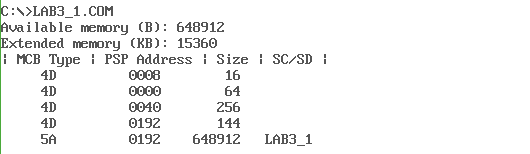 C:\>LAB3_1.COM
Available memory (B): 648912
Extended memory (KB): 15360
| MCB Type | PSP Address | Size | SC/SD |
4D 0008 16
4D 0000 64
4D 0040 256
4D 0192 144
5A 0192 648912 LAB3_1